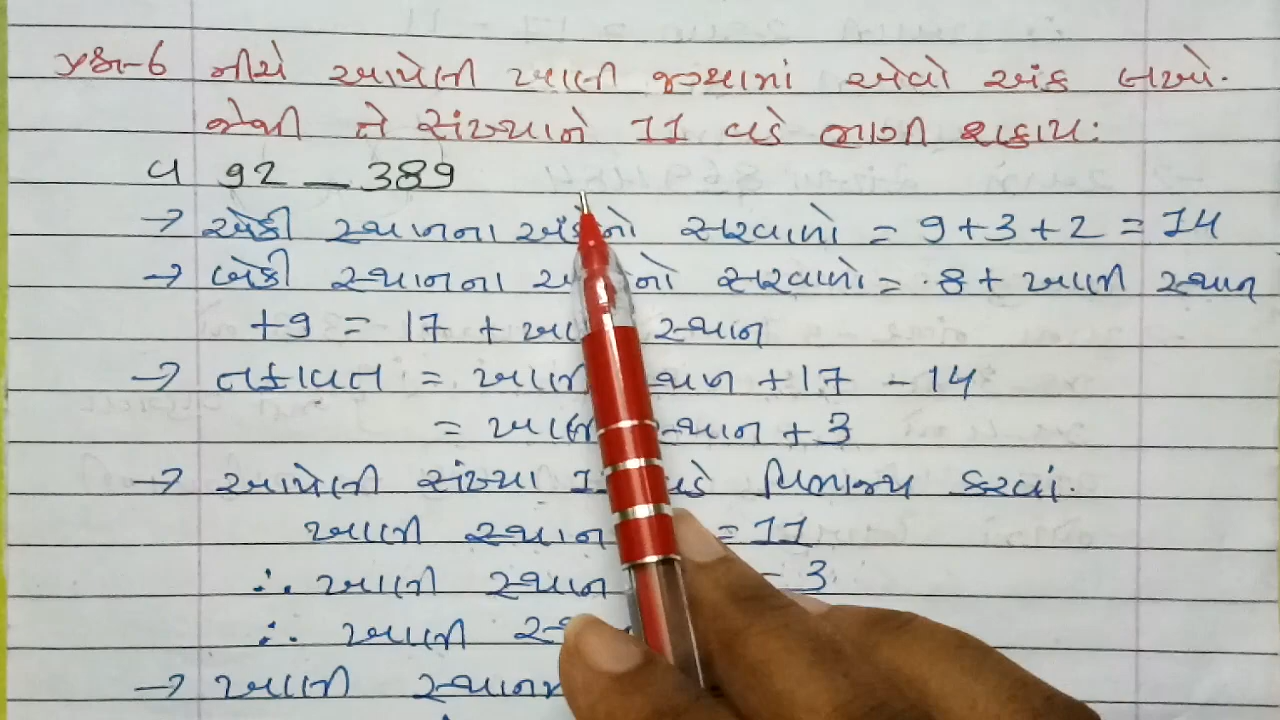 પ્રશ્ન-6 નીચે આપેલી ખાલી જગ્યાનાં એવો અંક લખો.
જેથી તે સંખ્યાને 11 વડે ભાગી શકાય:
અ 92 _ 389
→ એકી સ્થાનના અંકોનો સરવાળો = 9+3+2 = 14
→ બેકી સ્થાનના સરવાળો = 8 + ખાલી સ્થાન
+9 = 17 + ખાલી સ્થાન
→ તફાવત = ખાલી સ્થાન + 17 - 14
= ખાલી સ્થાન + 3
→ આપેલી સંખ્યા 11 વડે વિભાજ્ય કરવાં.
ખાલી સ્થાન = 11
∴ ખાલી સ્થાન - 3
∴ ખાલી
→ ખાલી